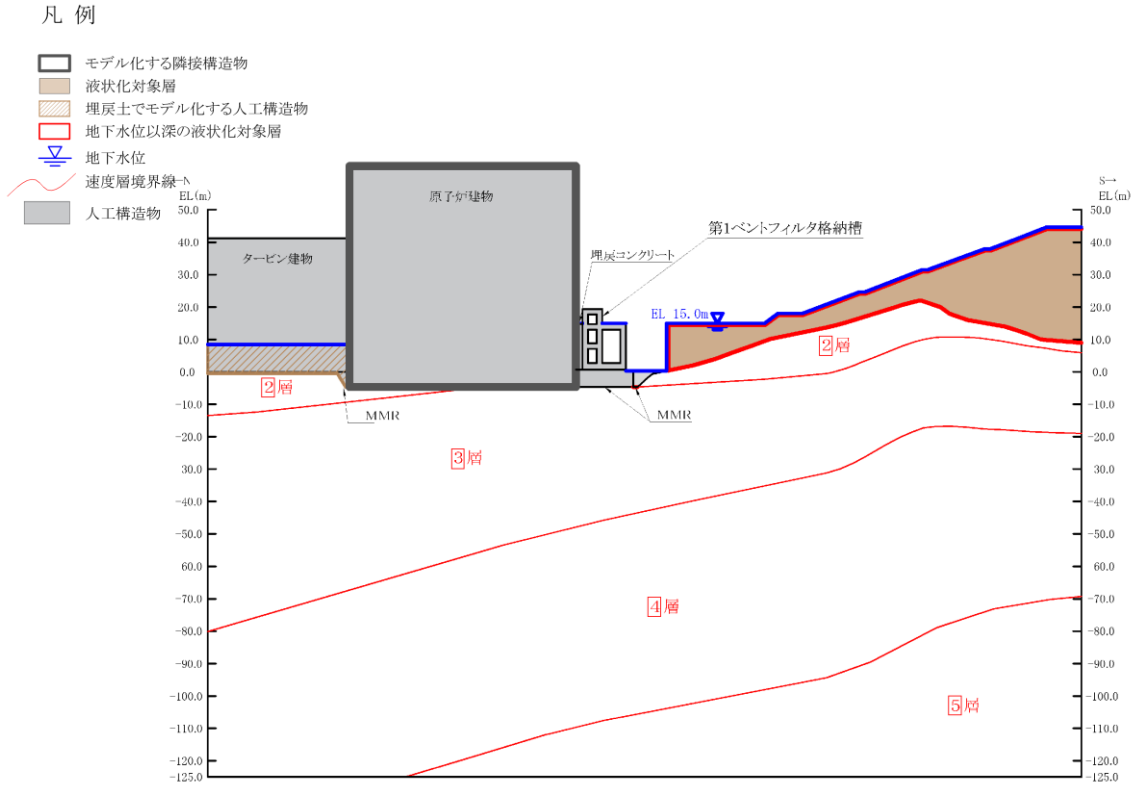 凡 例
モデル化する隣接構造物
液状化対象層
埋戻土でモデル化する人工構造物
地下水位以深の液状化対象層
地下水位
速度層境界線
人工構造物
←N
EL(m)
50.0
40.0
30.0
20.0
10.0
0.0
-10.0
-20.0
30.0
-40.0
-50.0
-60.0
-70.0
-80.0
-90.0
-100.0
-110.0
-120.0
-125.0
タービン建物
原子炉建物
第1ベントフィルタ格納槽
埋戻コンクリート
EL 15.0m
2層
2層
MMR
MMR
3層
4層
5層
S→
EL(m)
50.0
40.0
30.0
20.0
10.0
0.0
-10.0
-20.0
30.0
-40.0
-50.0
-60.0
-70.0
-80.0
-90.0
-100.0
-110.0
-120.0
-125.0